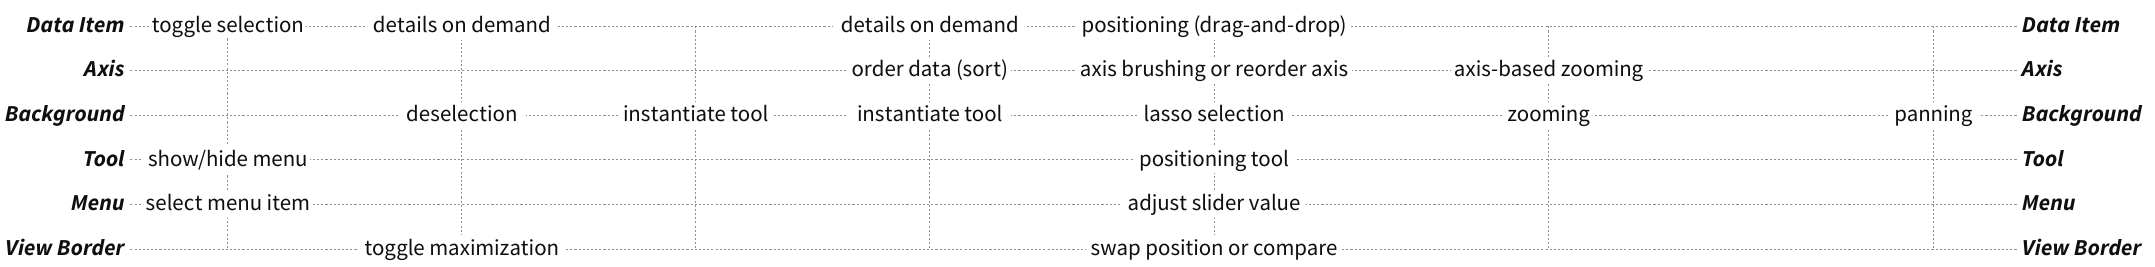 Data Item toggle selection details on demand details on demand positioning (drag-and-drop) Data Item
Axis order data (sort) axis brushing or reorder axis axis-based zooming Axis
Background deselection instantiate tool instantiate tool lasso selection zooming panning Background
Tool show/hide menu positioning tool Tool
Menu select menu item adjust slider value Menu
View Border toggle maximization swap position or compare View Border